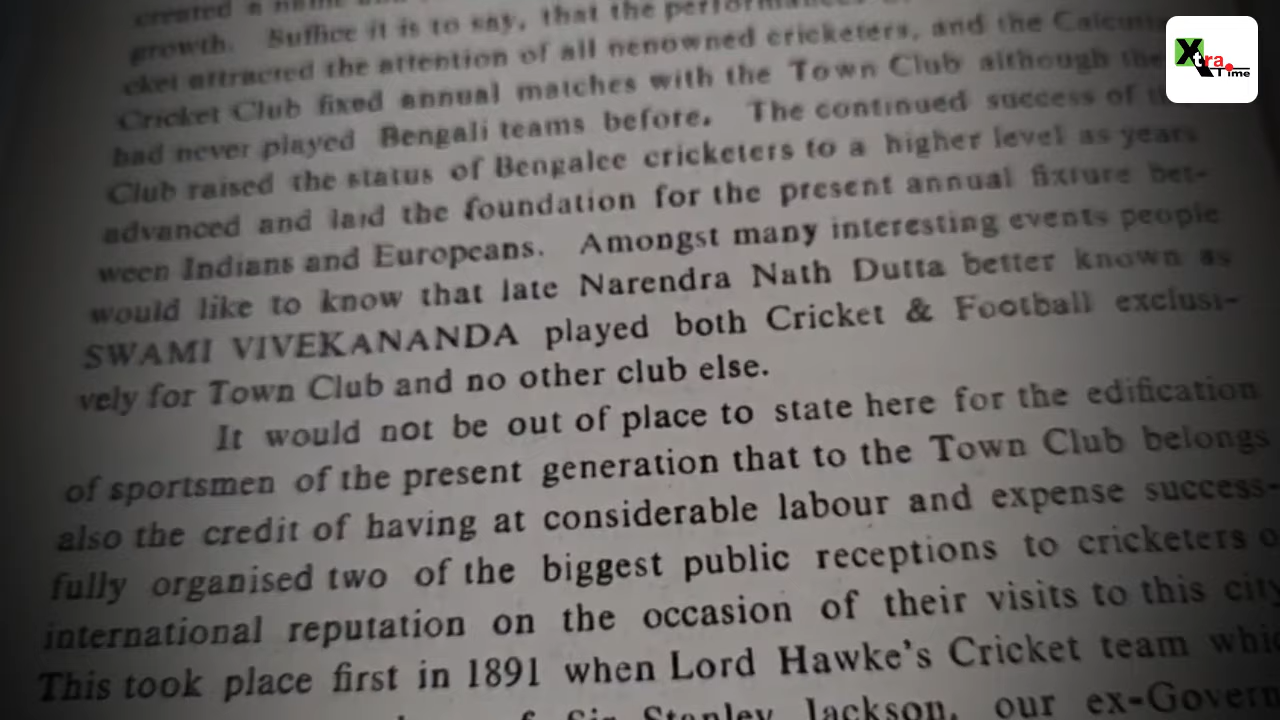 created a name and
growth. Suffice it is to say, that the performances
cket attracted the attention of all nenowned cricketers, and the Calcutta
Cricket Club fixed annual matches with the Town Club although the
had never played Bengali teams before. The continued success of
Club raised the status of Bengalee cricketers to a higher level as years
advanced and laid the foundation for the present annual fixture bet-
ween Indians and Europeans. Amongst many interesting events people
would like to know that late Narendra Nath Dutta better known as
SWAMI VIVEKANANDA played both Cricket & Football exclusi-
vely for Town Club and no other club else.
It would not be out of place to state here for the edification
of sportsmen of the present generation that to the Town Club belongs
also the credit of having at considerable labour and expense success-
fully organised two of the biggest public receptions to cricketers
international reputation on the occasion of their visits to this city
This took place first in 1891 when Lord Hawke's Cricket team
Sir Stanley Jackson, our ex-Govern
XtraTime